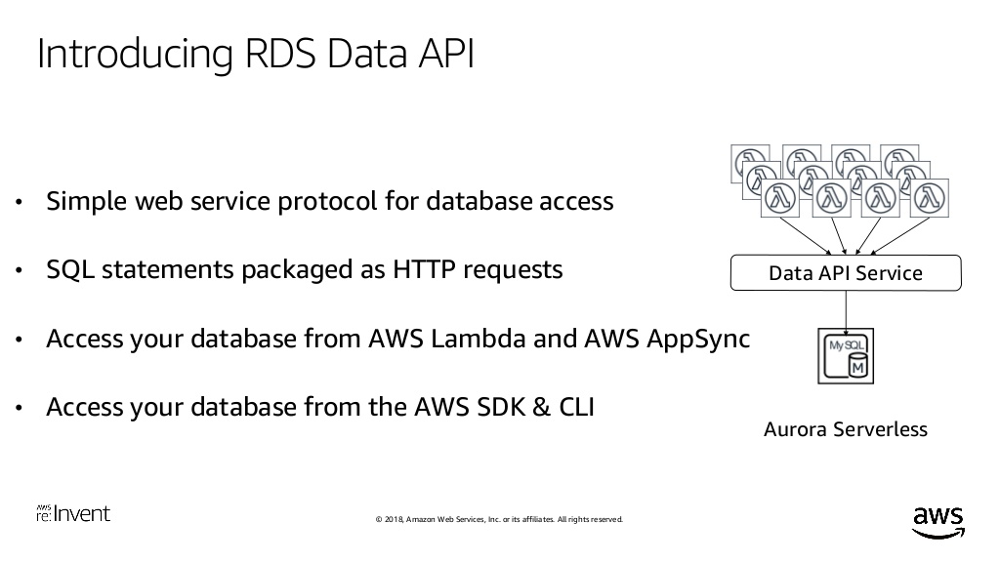 Introducing RDS Data API
• Simple web service protocol for database access
• SQL statements packaged as HTTP requests
• Access your database from AWS Lambda and AWS AppSync
• Access your database from the AWS SDK & CLI
Data API Service
My SQL
M
Aurora Serverless
AWS
re:Invent
© 2018, Amazon Web Services, Inc. or its affiliates. All rights reserved.
aws